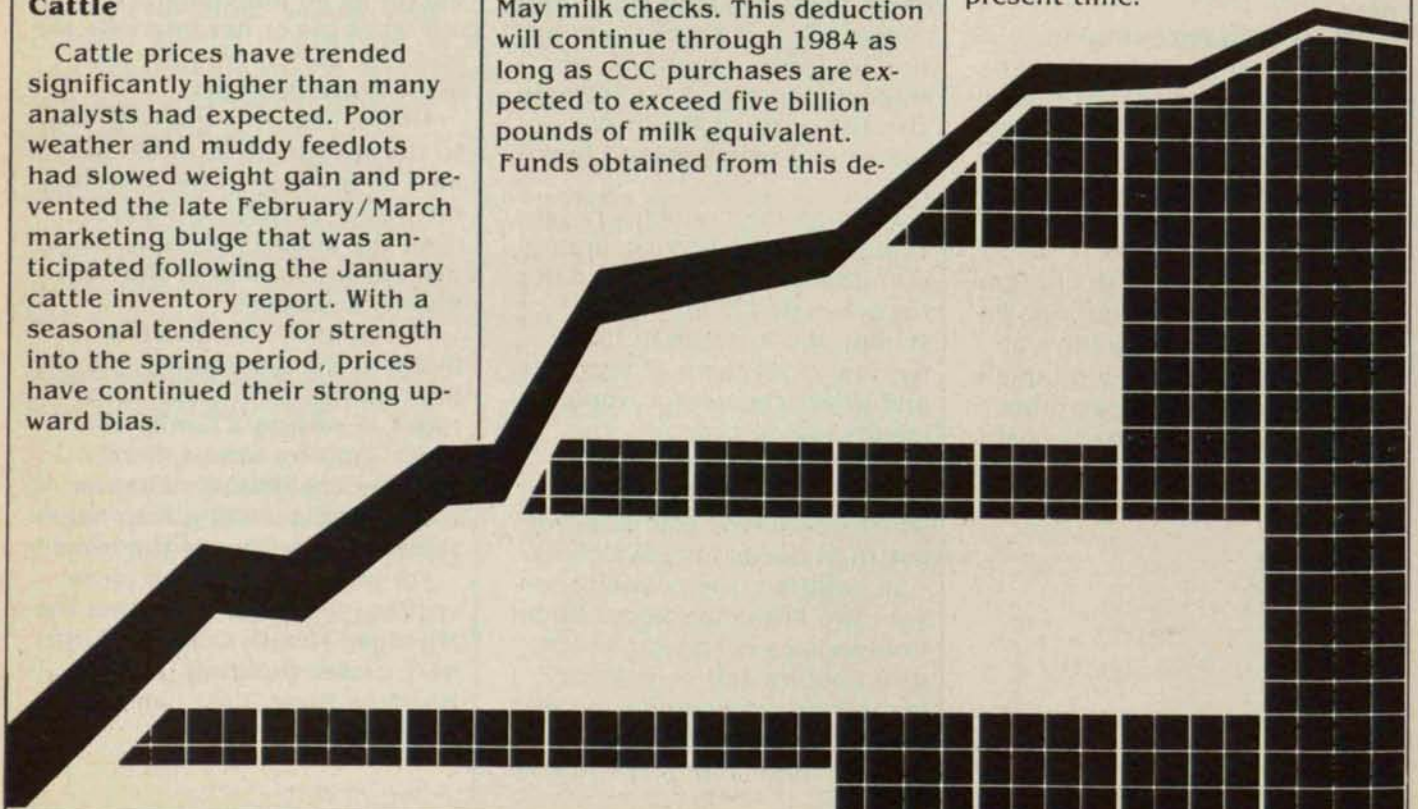 Cattle
Cattle prices have trended
significantly higher than many
analysts had expected. Poor
weather and muddy feedlots
had slowed weight gain and pre-
vented the late February/March
marketing bulge that was an-
ticipated following the January
cattle inventory report. With a
seasonal tendency for strength
into the spring period, prices
have continued their strong up-
ward bias.
May milk checks. This deduction
will continue through 1984 as
long as CCC purchases are ex-
pected to exceed five billion
pounds of milk equivalent.
Funds obtained from this de-
present time.